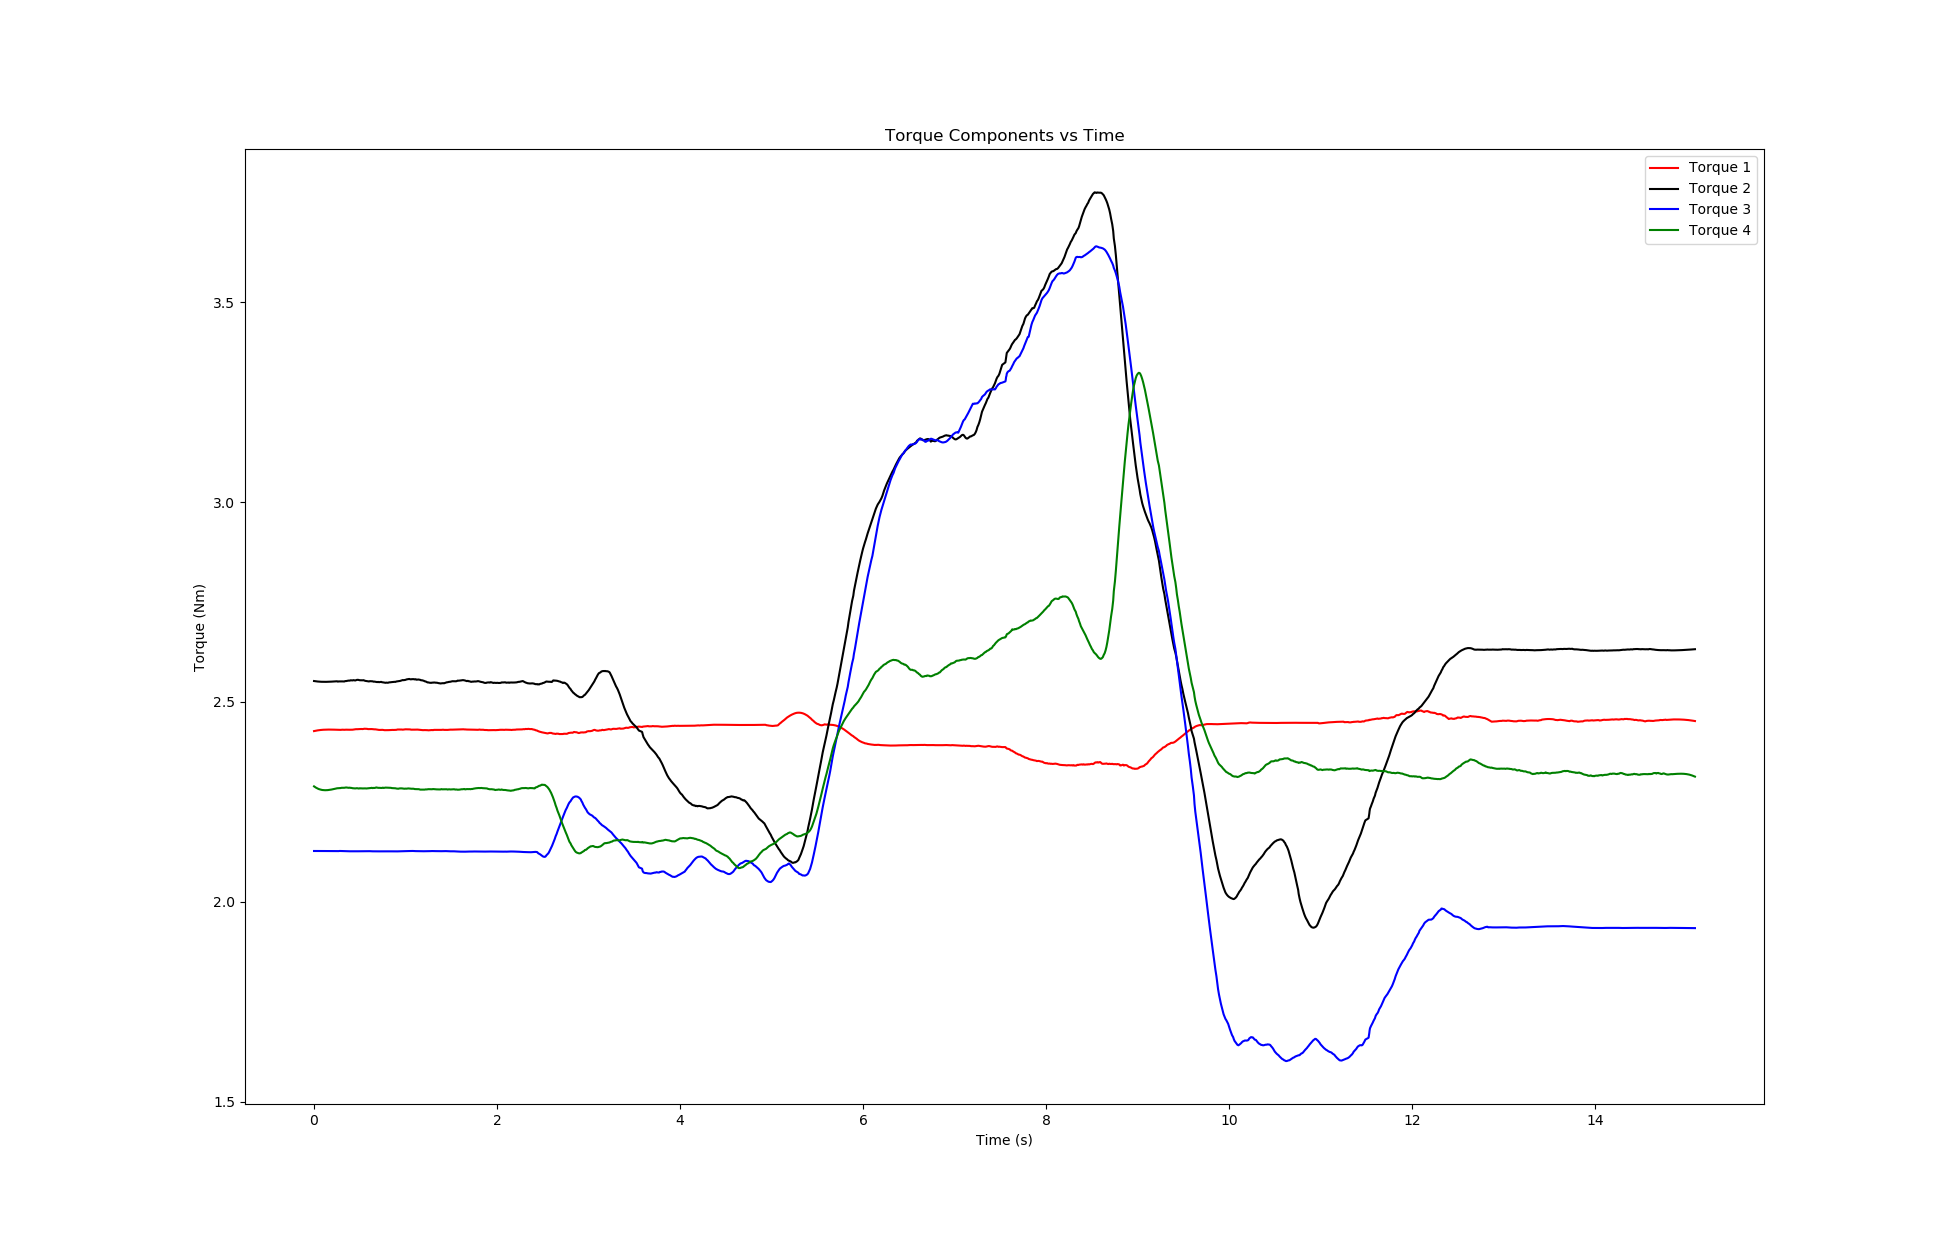 Torque Components vs Time
Torque 1
Torque 2
Torque 3
Torque 4
Torque (Nm)
3.5
3.0
2.5
2.0
1.5
0 2 4 6 8 10 12 14
Time (s)